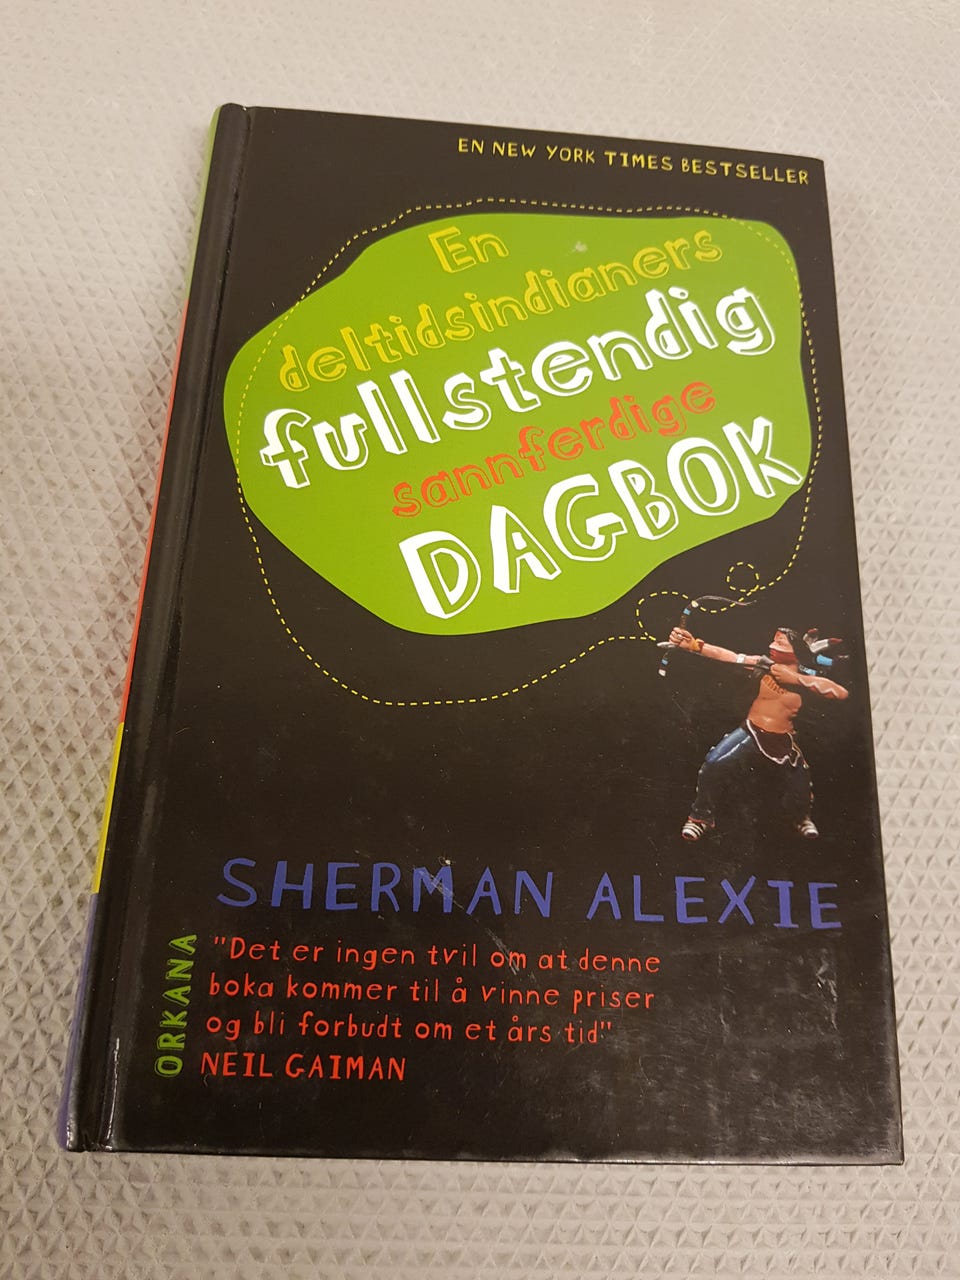 EN NEW YORK TIMES BESTSELLER
En
deltidsindianers
fullstendig
sannferdige
DAGBOK
SHERMAN ALEXIE
"Det er ingen tvil om at denne
boka kommer til å vinne priser
og bli forbudt om et års tid"
NEIL GAIMAN
ORKANA